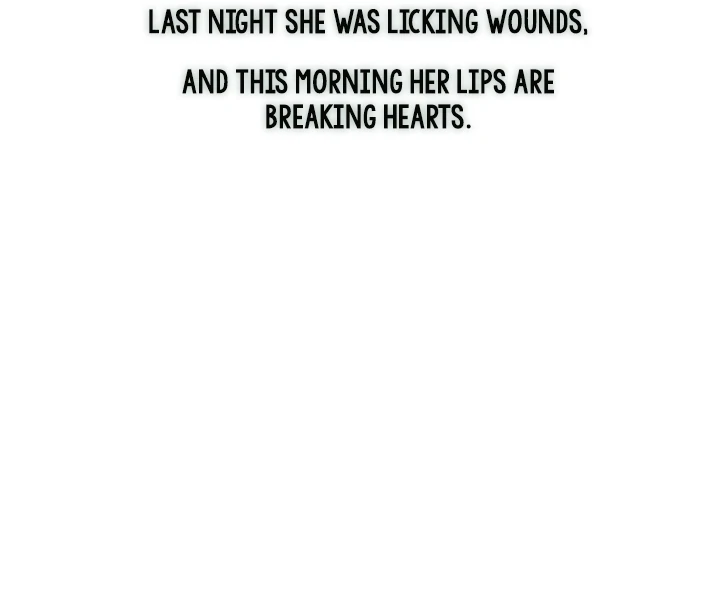 LAST NIGHT SHE WAS LICKING WOUNDS,
AND THIS MORNING HER LIPS ARE
BREAKING HEARTS.